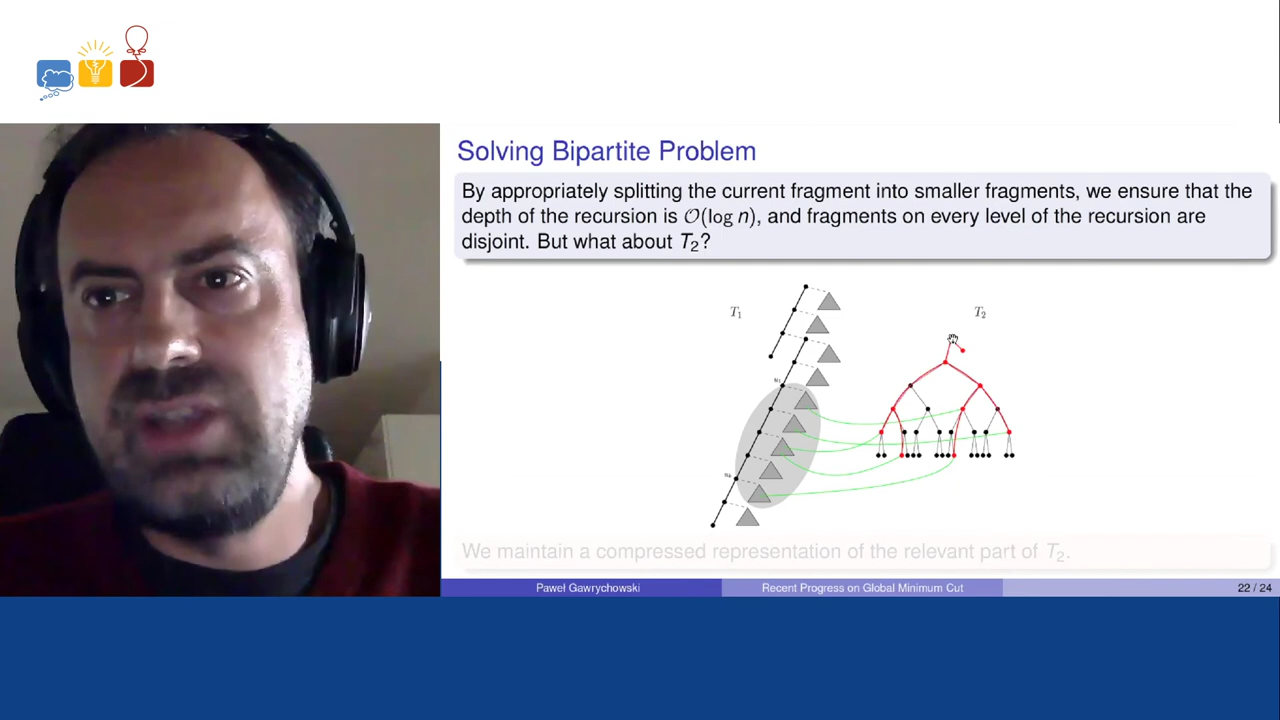 Solving Bipartite Problem
By appropriately splitting the current fragment into smaller fragments, we ensure that the
depth of the recursion is O(log n), and fragments on every level of the recursion are
disjoint. But what about T₂?
T₁
T₂
We maintain a compressed representation of the relevant part of T₂.
Paweł Gawrychowski
Recent Progress on Global Minimum Cut
22 / 24